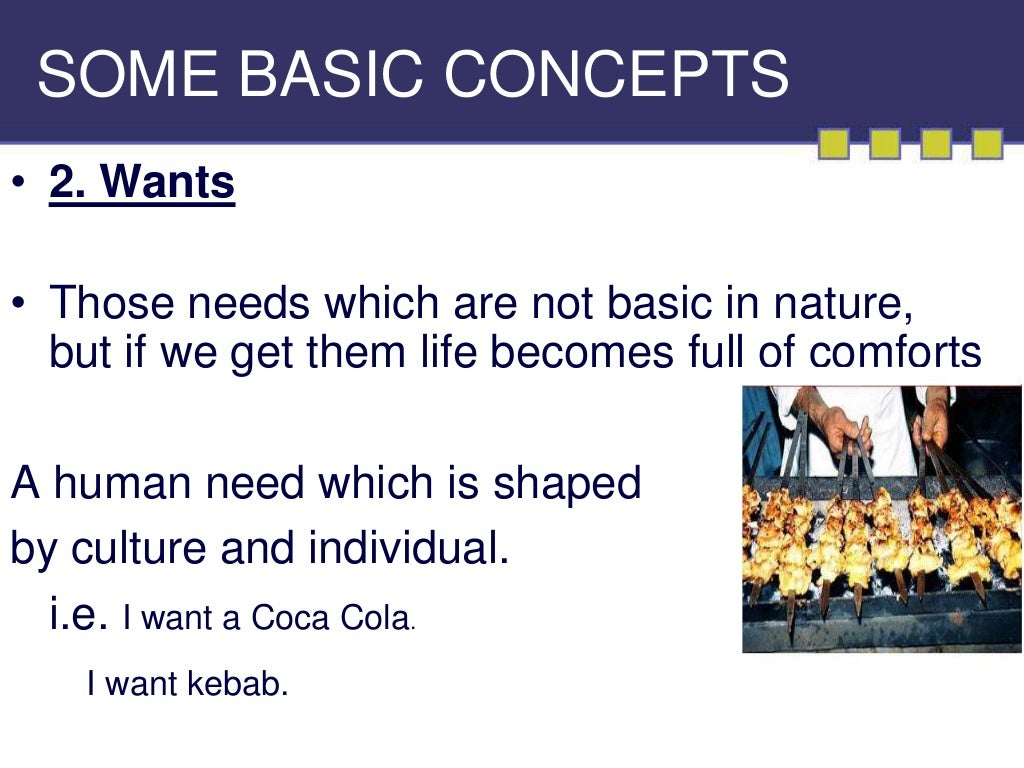 SOME BASIC CONCEPTS
• 2. Wants
• Those needs which are not basic in nature,
but if we get them life becomes full of comforts
A human need which is shaped
by culture and individual.
i.e. I want a Coca Cola.
I want kebab.